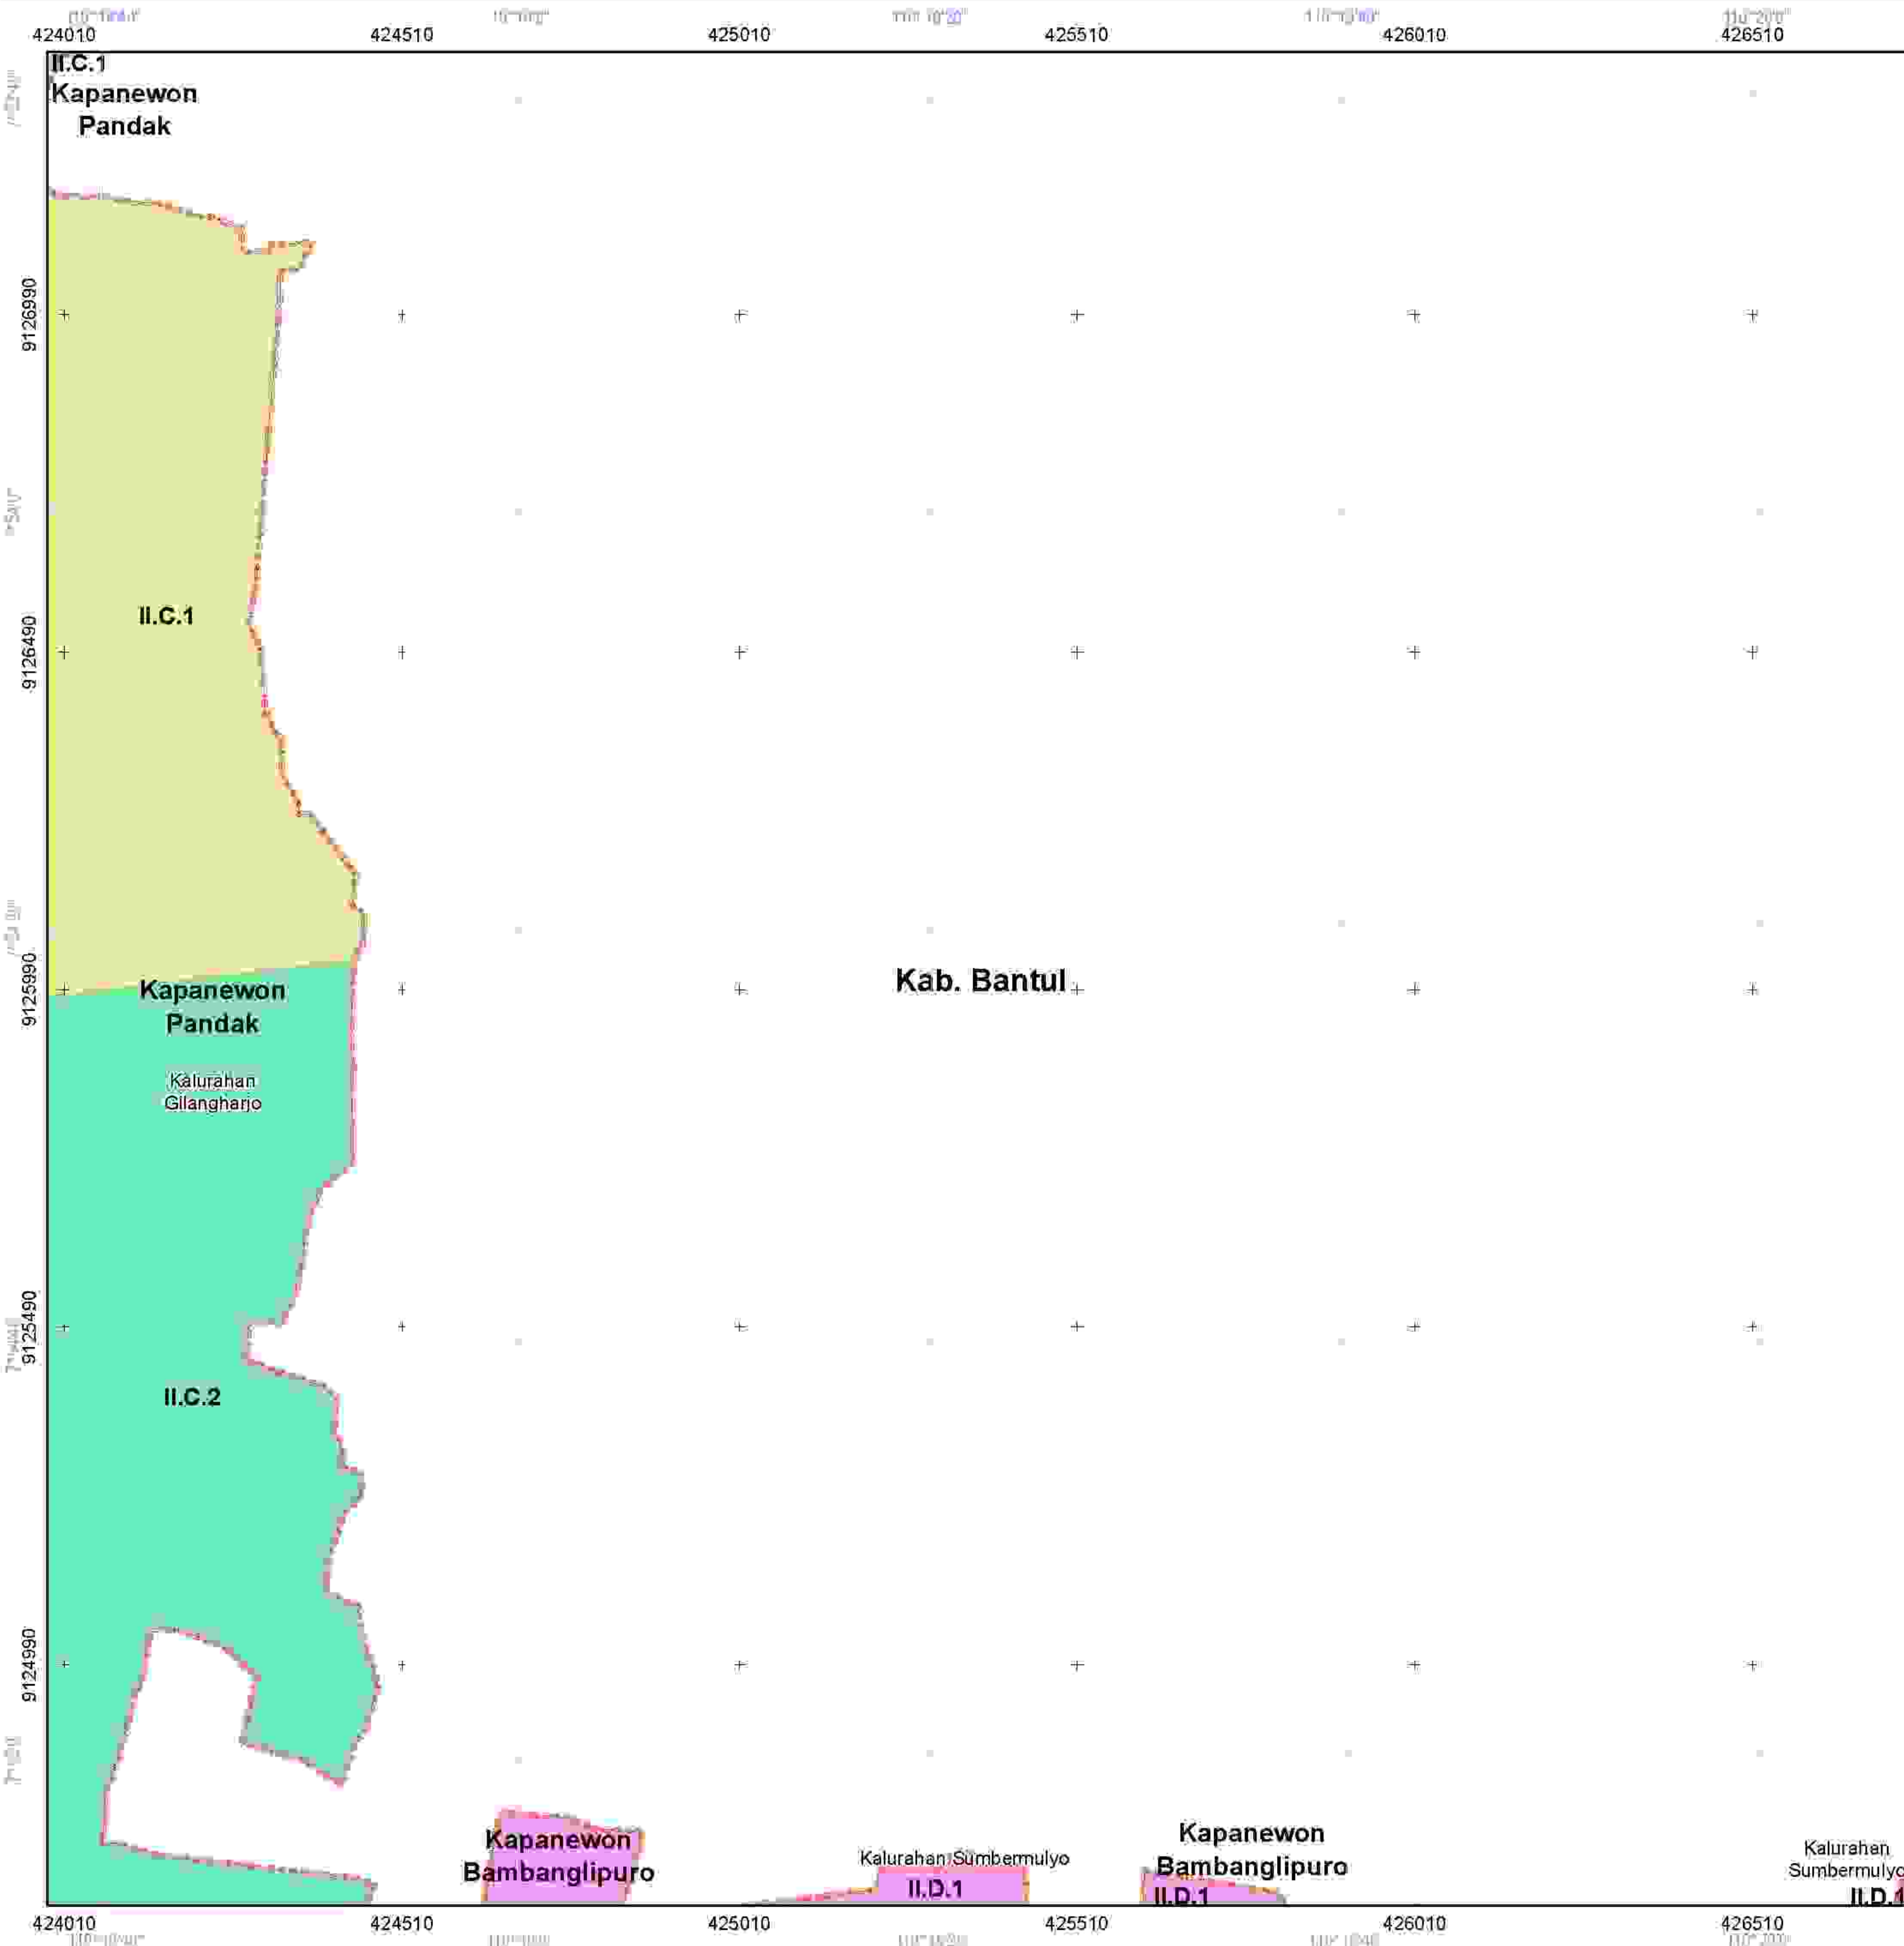 424010 424510 425010 425510 426010 426510
II.C.1
Kapanewon
Pandak
9126990
II.C.1
9126490
Kab. Bantul
9125990
Kapanewon
Pandak
Kalurahan
Gilangharjo
9125490
II.C.2
9124990
Kapanewon
Bambanglipuro
Kalurahan Sumbermulyo
II.D.1
Kapanewon
Bambanglipuro
II.D.1
Kalurahan
Sumbermulyo
II.D.1
424010 424510 425010 425510 426010 426510